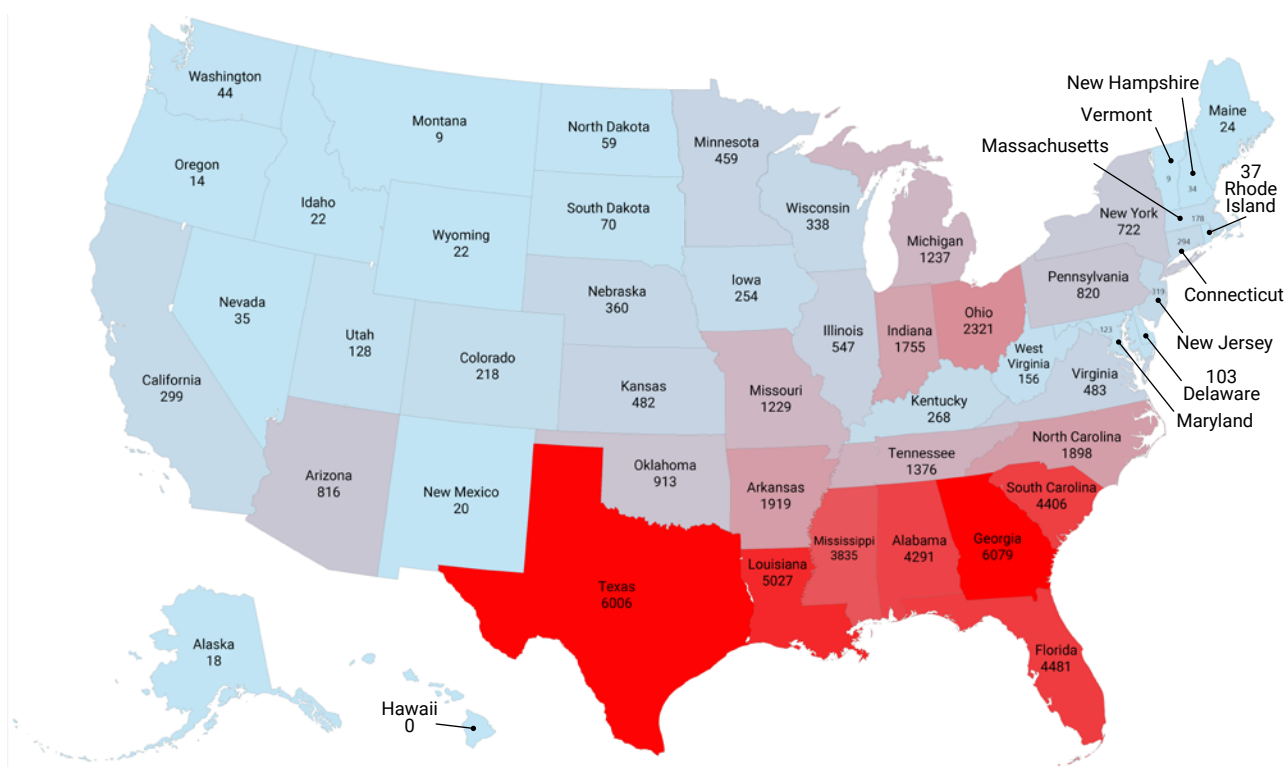 Washington
44
Oregon
14
California
299
Nevada
35
Idaho
22
Montana
9
Wyoming
22
Utah
128
Colorado
218
Arizona
816
New Mexico
20
North Dakota
59
South Dakota
70
Nebraska
360
Kansas
482
Oklahoma
913
Texas
6006
Minnesota
459
Iowa
254
Missouri
1229
Arkansas
1919
Louisiana
5027
Wisconsin
338
Illinois
547
Michigan
1237
Indiana
1755
Ohio
2321
Kentucky
268
Tennessee
1376
Mississippi
3835
Alabama
4291
Georgia
6079
Florida
4481
South Carolina
4406
North Carolina
1898
Virginia
483
West
Virginia
156
Pennsylvania
820
New York
722
Maine
24
New Hampshire
34
Vermont
9
Massachusetts
178
37
Rhode
Island
Connecticut
294
New Jersey
319
103
Delaware
Maryland
123
Alaska
18
Hawaii
0